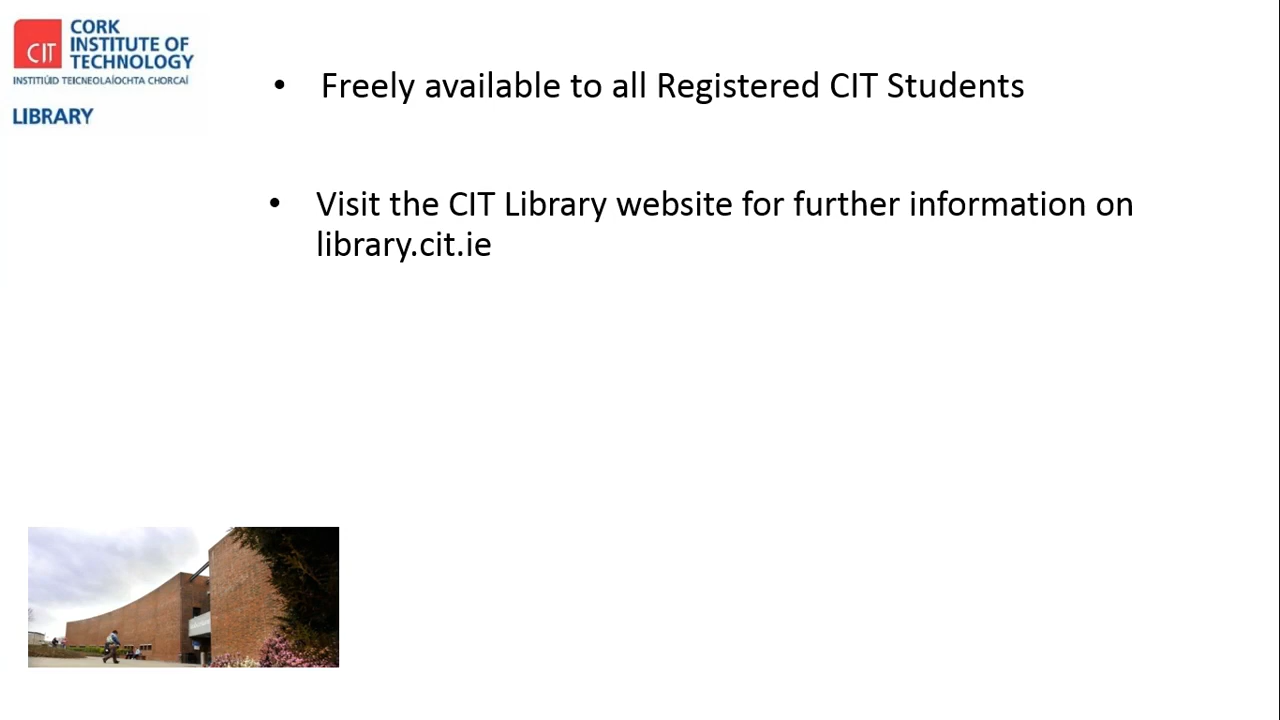 CORK
INSTITUTE OF
TECHNOLOGY
CIT
INSTITIÚID TEICNEOLAÍOCHTA CHORCAÍ
LIBRARY
• Freely available to all Registered CIT Students
• Visit the CIT Library website for further information on
library.cit.ie